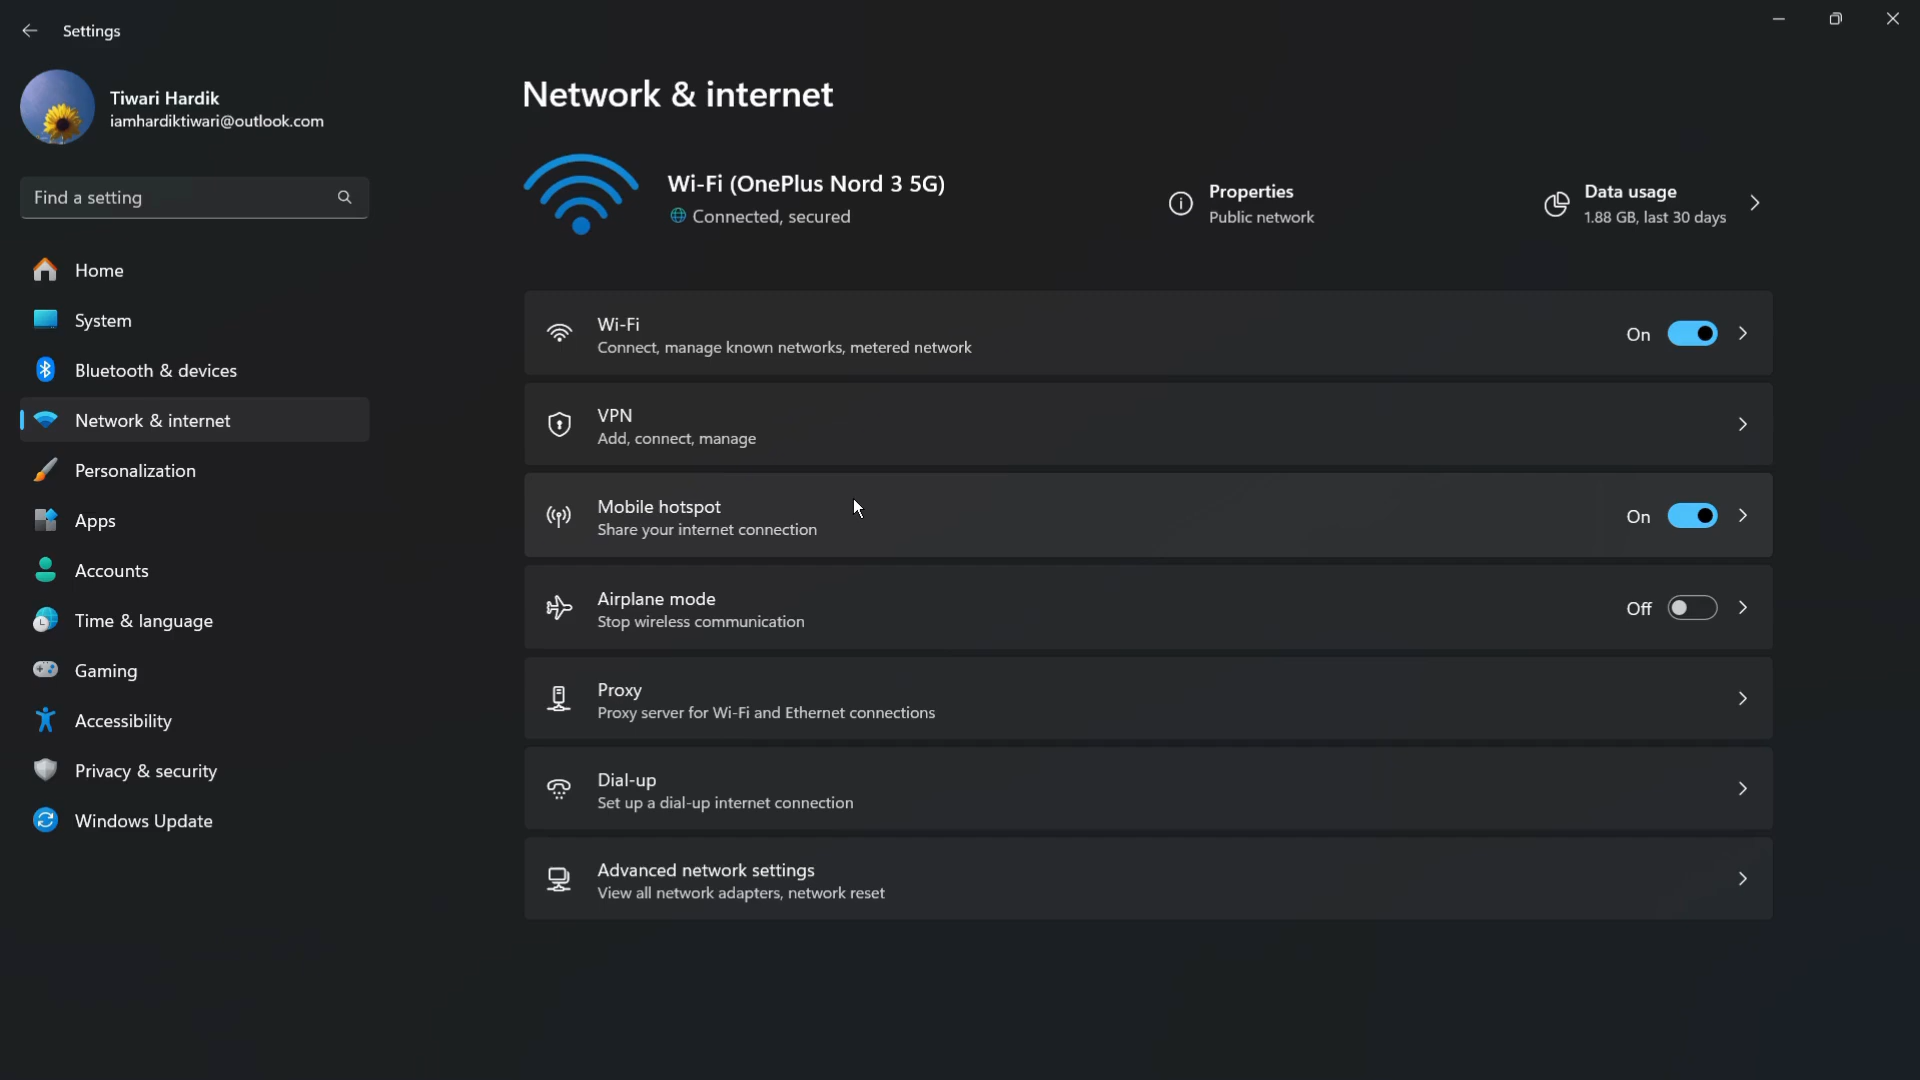 Settings
Tiwari Hardik
iamhardiktiwari@outlook.com
Find a setting
Home
System
Bluetooth & devices
Network & internet
Personalization
Apps
Accounts
Time & language
Gaming
Accessibility
Privacy & security
Windows Update
Network & internet
Wi-Fi (OnePlus Nord 3 5G)
Connected, secured
Properties
Public network
Data usage
1.88 GB, last 30 days
Wi-Fi
Connect, manage known networks, metered network
On
VPN
Add, connect, manage
Mobile hotspot
Share your internet connection
On
Airplane mode
Stop wireless communication
Off
Proxy
Proxy server for Wi-Fi and Ethernet connections
Dial-up
Set up a dial-up internet connection
Advanced network settings
View all network adapters, network reset